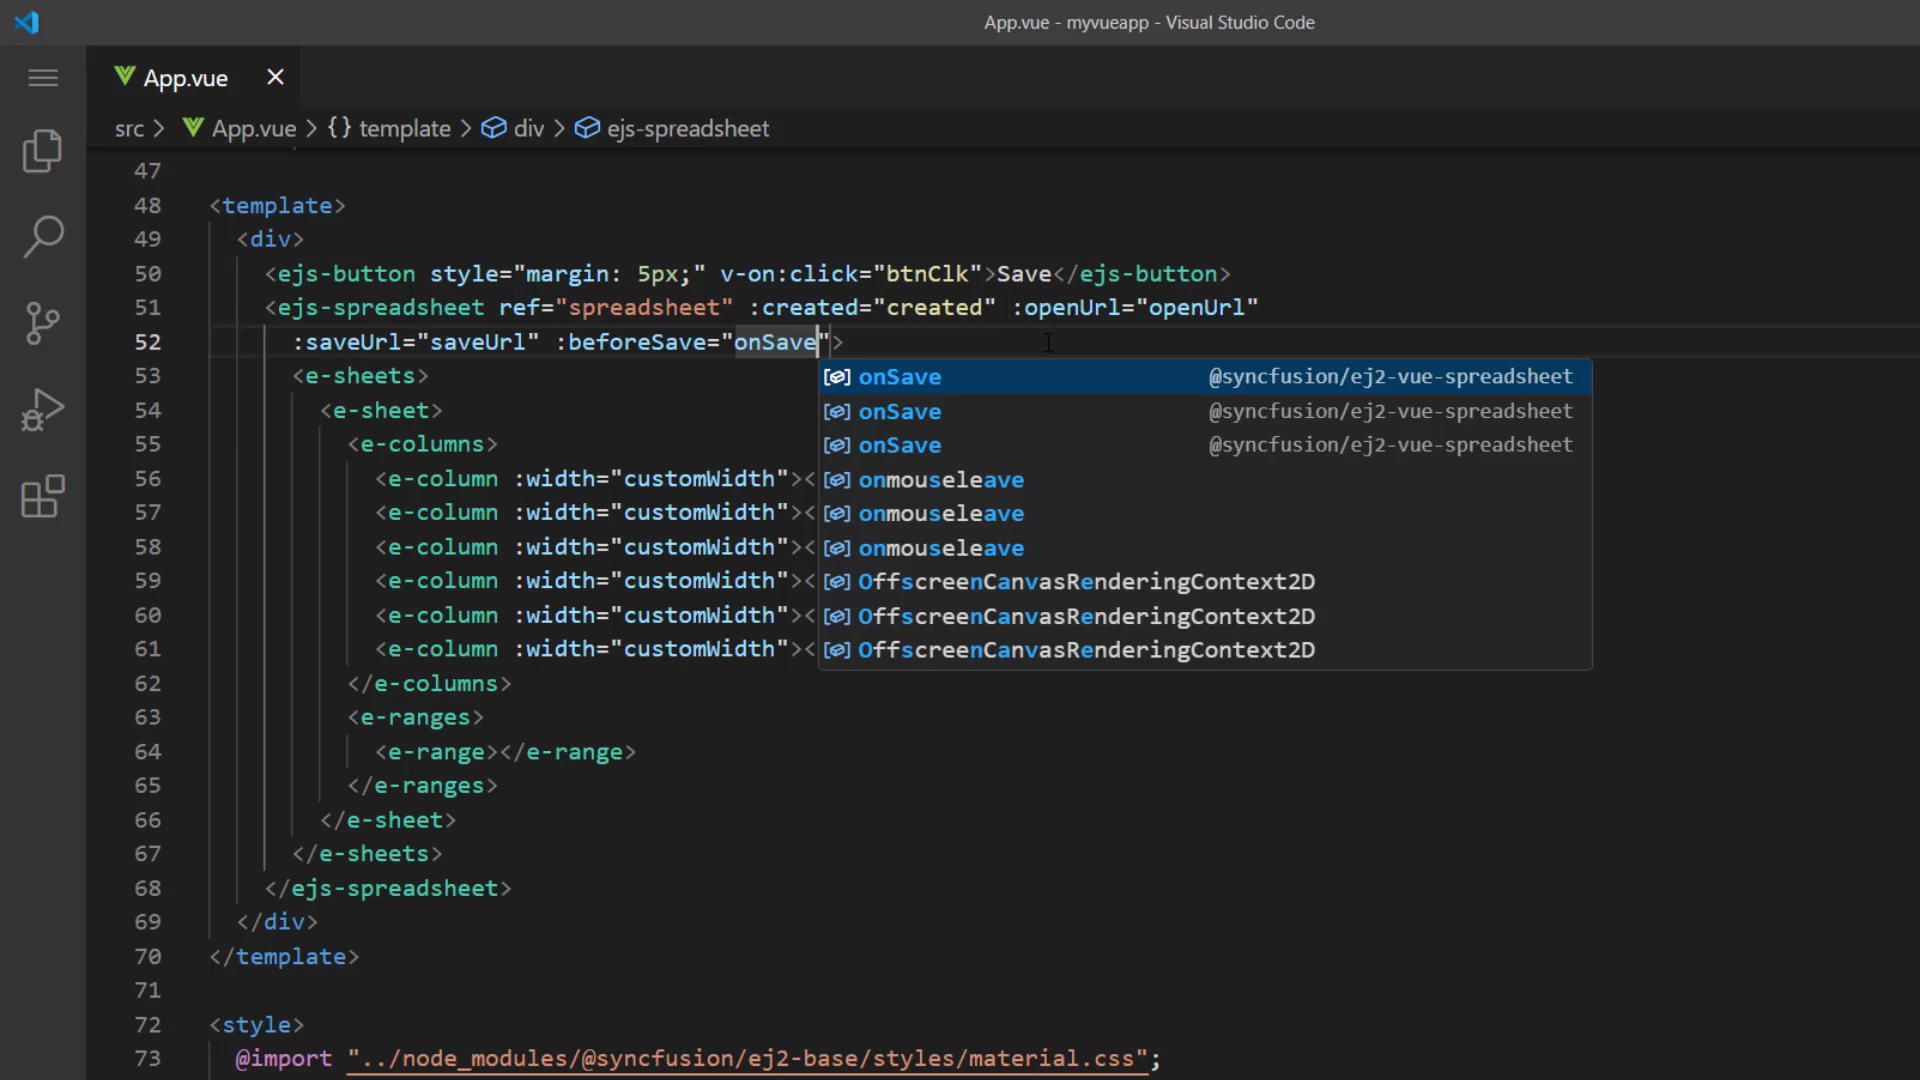 App.vue - myvueapp - Visual Studio Code
App.vue
src > App.vue > {} template > div > ejs-spreadsheet
47
48 <template>
49 <div>
50 <ejs-button style="margin: 5px;" v-on:click="btnClk">Save</ejs-button>
51 <ejs-spreadsheet ref="spreadsheet" :created="created" :openUrl="openUrl"
52 :saveUrl="saveUrl" :beforeSave="onSave">
53 <e-sheets>
onSave @syncfusion/ej2-vue-spreadsheet
54 <e-sheet>
onSave @syncfusion/ej2-vue-spreadsheet
55 <e-columns>
onSave @syncfusion/ej2-vue-spreadsheet
56 <e-column :width="customWidth"><
onmouseleave
57 <e-column :width="customWidth"><
onmouseleave
58 <e-column :width="customWidth"><
onmouseleave
59 <e-column :width="customWidth"><
OffscreenCanvasRenderingContext2D
60 <e-column :width="customWidth"><
OffscreenCanvasRenderingContext2D
61 <e-column :width="customWidth"><
OffscreenCanvasRenderingContext2D
62 </e-columns>
63 <e-ranges>
64 <e-range></e-range>
65 </e-ranges>
66 </e-sheet>
67 </e-sheets>
68 </ejs-spreadsheet>
69 </div>
70 </template>
71
72 <style>
73 @import "../node_modules/@syncfusion/ej2-base/styles/material.css";